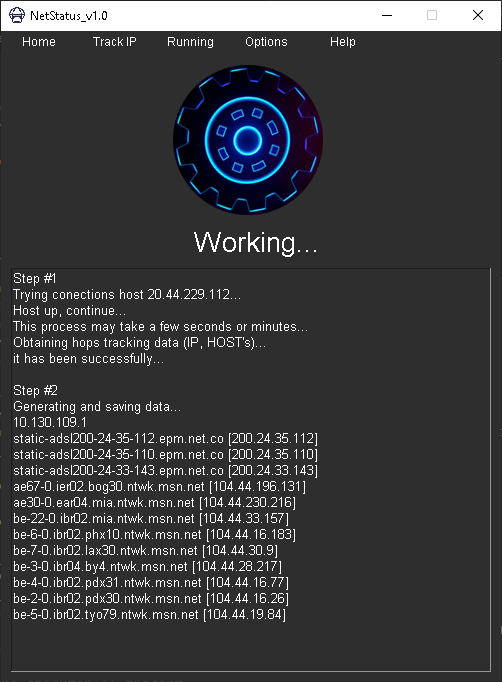 NetStatus_v1.0
Home Track IP Running Options Help
Working...
Step #1
Trying conections host 20.44.229.112...
Host up, continue...
This process may take a few seconds or minutes...
Obtaining hops tracking data (IP, HOST's)...
it has been successfully...
Step #2
Generating and saving data...
10.130.109.1
static-adsl200-24-35-112.epm.net.co [200.24.35.112]
static-adsl200-24-35-110.epm.net.co [200.24.35.110]
static-adsl200-24-33-143.epm.net.co [200.24.33.143]
ae67-0.ier02.bog30.ntwk.msn.net [104.44.196.131]
ae30-0.ear04.mia.ntwk.msn.net [104.44.230.216]
be-22-0.ibr02.mia.ntwk.msn.net [104.44.33.157]
be-6-0.ibr02.phx10.ntwk.msn.net [104.44.16.183]
be-7-0.ibr02.lax30.ntwk.msn.net [104.44.30.9]
be-3-0.ibr04.by4.ntwk.msn.net [104.44.28.217]
be-4-0.ibr02.pdx31.ntwk.msn.net [104.44.16.77]
be-2-0.ibr02.pdx30.ntwk.msn.net [104.44.16.26]
be-5-0.ibr02.tyo79.ntwk.msn.net [104.44.19.84]